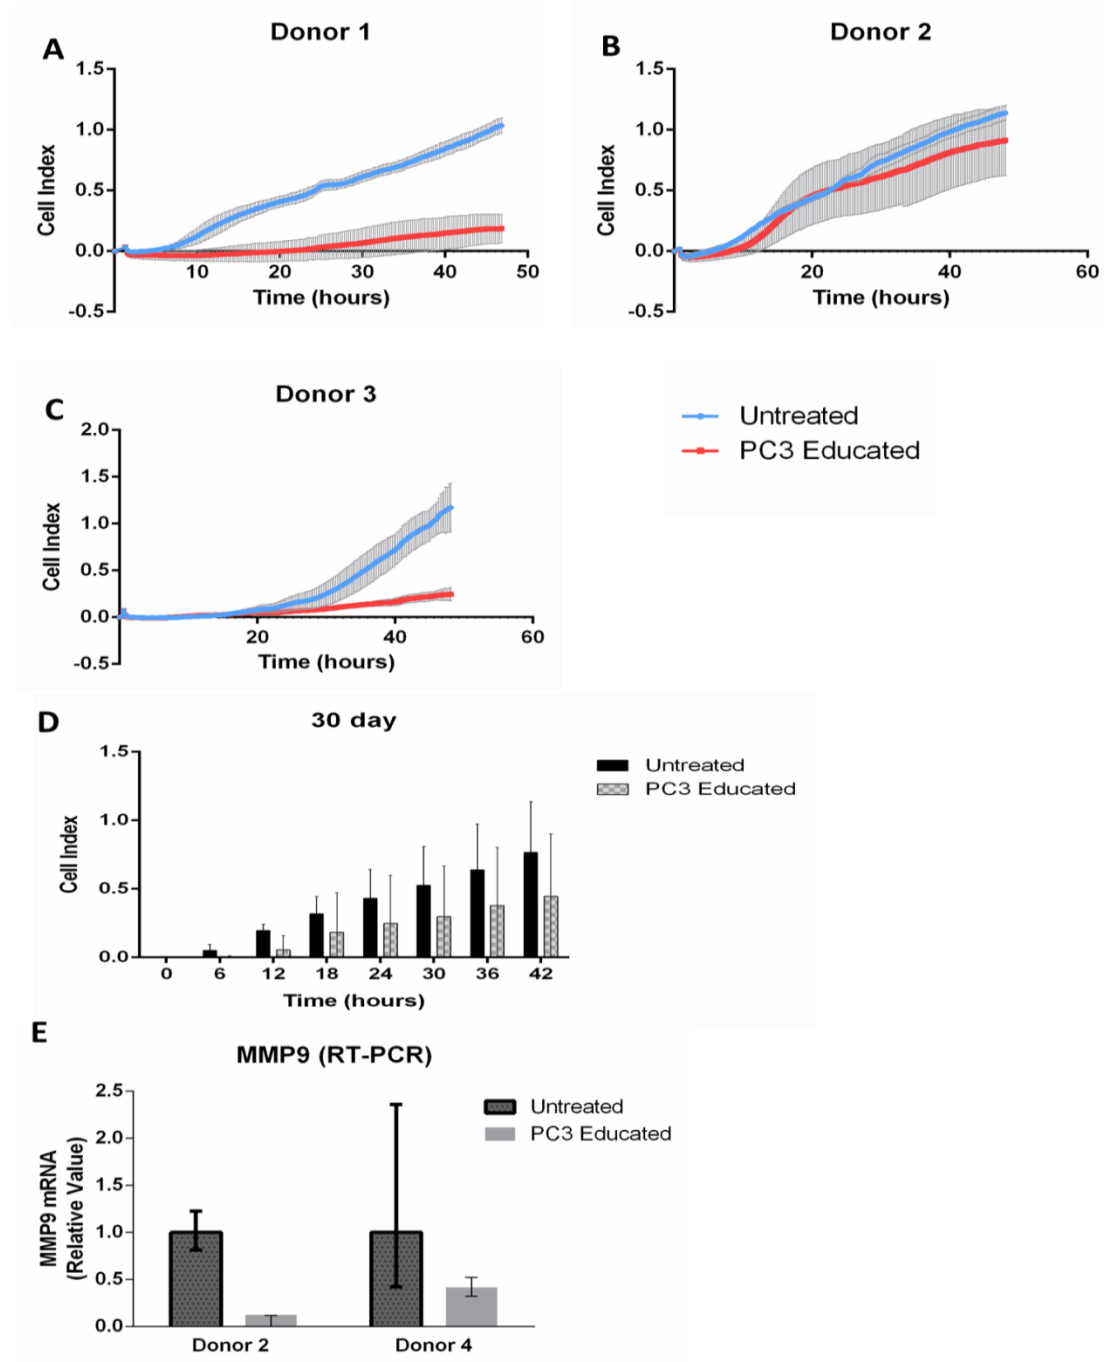 A
Donor 1
1.5
1.0
0.5
0.0
-0.5
Cell Index
10
20
30
40
50
Time (hours)
B
Donor 2
1.5
1.0
0.5
0.0
-0.5
Cell Index
20
40
60
Time (hours)
C
Donor 3
2.0
1.5
1.0
0.5
0.0
-0.5
Cell Index
20
40
60
Time (hours)
Untreated
PC3 Educated
D
30 day
1.5
1.0
0.5
0.0
Cell Index
0
6
12
18
24
30
36
42
Time (hours)
Untreated
PC3 Educated
E
MMP9 (RT-PCR)
2.5
2.0
1.5
1.0
0.5
0.0
MMP9 mRNA
(Relative Value)
Donor 2
Donor 4
Untreated
PC3 Educated